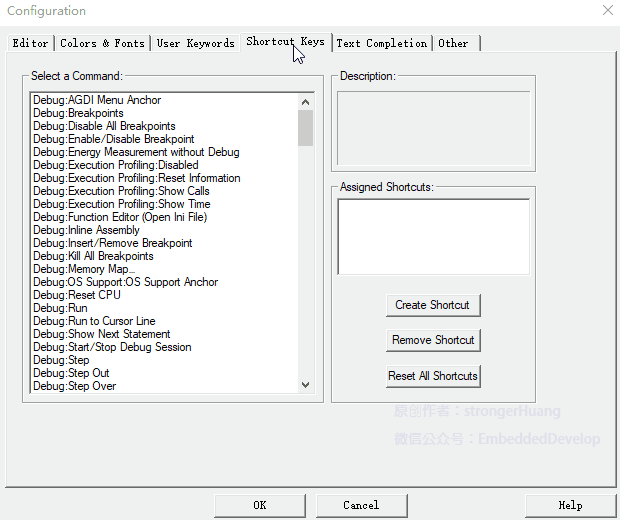 Configuration
Editor
Colors & Fonts
User Keywords
Shortcut Keys
Text Completion
Other
Select a Command:
Debug:AGDI Menu Anchor
Debug:Breakpoints
Debug:Disable All Breakpoints
Debug:Enable/Disable Breakpoint
Debug:Energy Measurement without Debug
Debug:Execution Profiling:Disabled
Debug:Execution Profiling:Reset Information
Debug:Execution Profiling:Show Calls
Debug:Execution Profiling:Show Time
Debug:Function Editor (Open Ini File)
Debug:Inline Assembly
Debug:Insert/Remove Breakpoint
Debug:Kill All Breakpoints
Debug:Memory Map...
Debug:OS Support:OS Support Anchor
Debug:Reset CPU
Debug:Run
Debug:Run to Cursor Line
Debug:Show Next Statement
Debug:Start/Stop Debug Session
Debug:Step
Debug:Step Out
Debug:Step Over
Description:
Assigned Shortcuts:
Create Shortcut
Remove Shortcut
Reset All Shortcuts
原创作者：strongerHuang
微信公众号：EmbeddedDevelop
OK
Cancel
Help